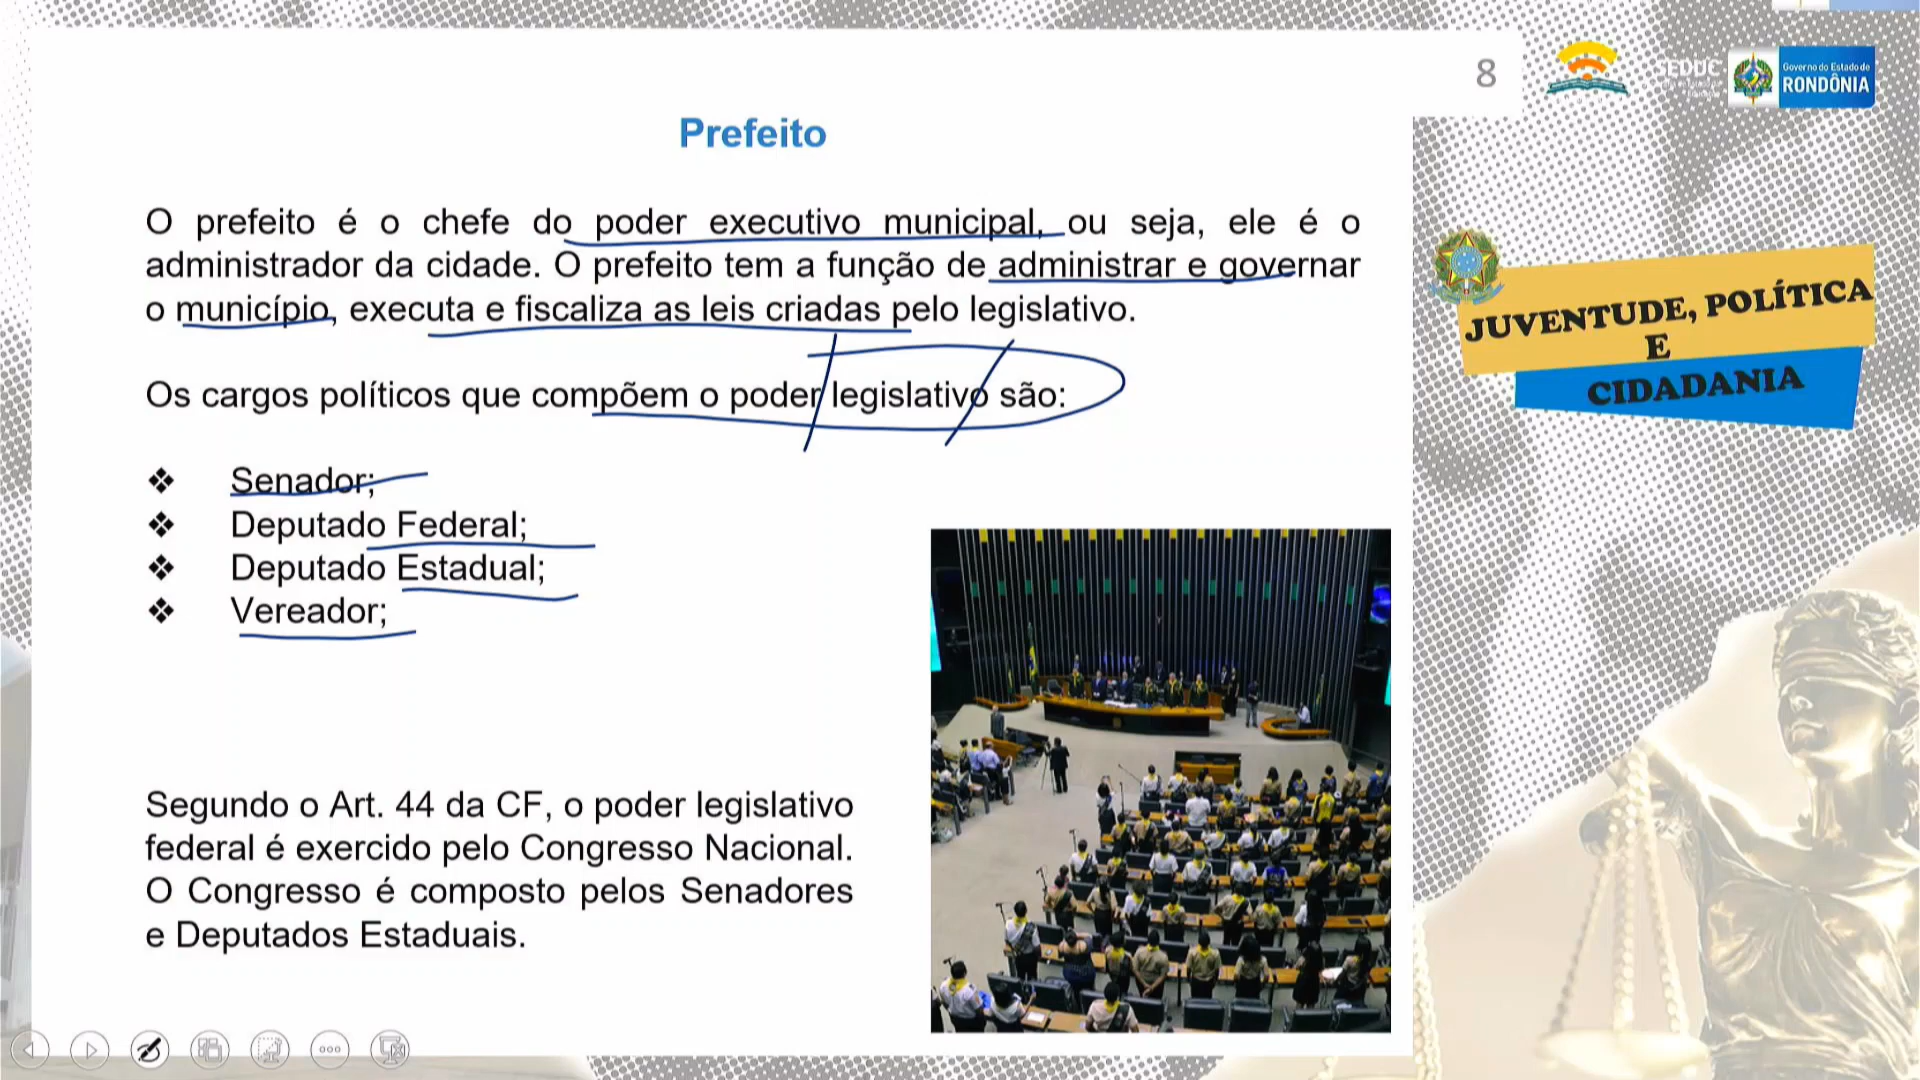 8
SEDUC
Governo do Estado de
RONDÔNIA
Prefeito
O prefeito é o chefe do poder executivo municipal, ou seja, ele é o
administrador da cidade. O prefeito tem a função de administrar e governar
o município, executa e fiscaliza as leis criadas pelo legislativo.
Os cargos políticos que compõem o poder legislativo são:
❖ Senador;
❖ Deputado Federal;
❖ Deputado Estadual;
❖ Vereador;
Segundo o Art. 44 da CF, o poder legislativo
federal é exercido pelo Congresso Nacional.
O Congresso é composto pelos Senadores
e Deputados Estaduais.
JUVENTUDE, POLÍTICA
E
CIDADANIA